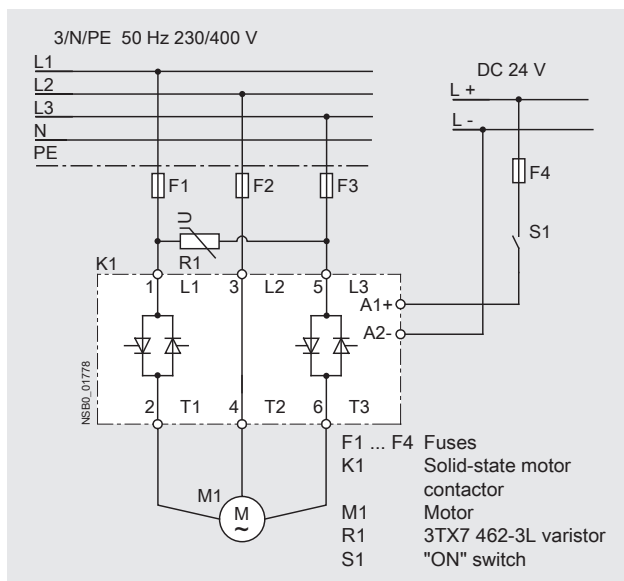 3/N/PE 50 Hz 230/400 V
L1
L2
L3
N
PE
DC 24 V
L +
L -
F1
F2
F3
F4
S1
U
R1
K1
1 L1 3 L2 5 L3
A1+
A2-
NSB0_01778
2 T1 4 T2 6 T3
M1
M
~
F1 ... F4 Fuses
K1 Solid-state motor
contactor
M1 Motor
R1 3TX7 462-3L varistor
S1 "ON" switch